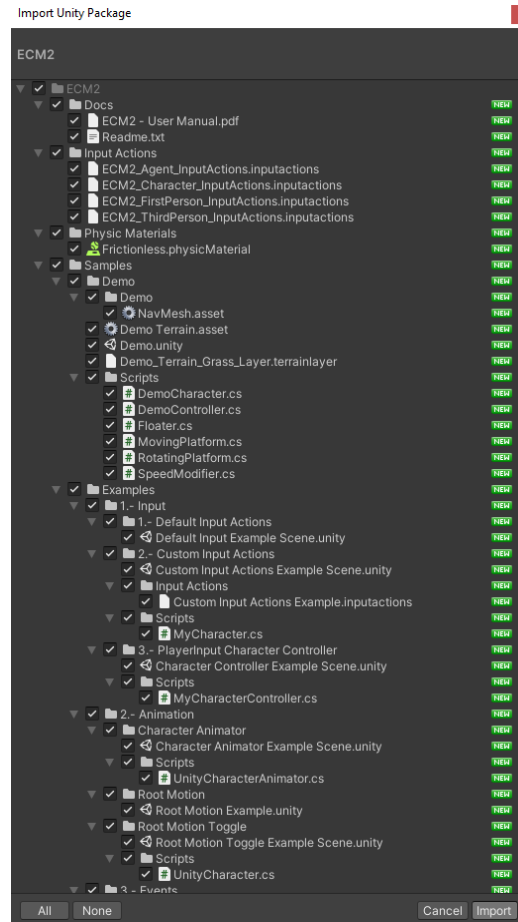 Import Unity Package
ECM2
ECM2
Docs NEW
ECM2 - User Manual.pdf NEW
Readme.txt NEW
Input Actions NEW
ECM2_Agent_InputActions.inputactions NEW
ECM2_Character_InputActions.inputactions NEW
ECM2_FirstPerson_InputActions.inputactions NEW
ECM2_ThirdPerson_InputActions.inputactions NEW
Physic Materials NEW
Frictionless.physicMaterial NEW
Samples NEW
Demo NEW
Demo NEW
NavMesh.asset NEW
Demo Terrain.asset NEW
Demo.unity NEW
Demo_Terrain_Grass_Layer.terrainlayer NEW
Scripts NEW
DemoCharacter.cs NEW
DemoController.cs NEW
Floater.cs NEW
MovingPlatform.cs NEW
RotatingPlatform.cs NEW
SpeedModifier.cs NEW
Examples NEW
1.- Input NEW
1.- Default Input Actions NEW
Default Input Example Scene.unity NEW
2.- Custom Input Actions NEW
Custom Input Actions Example Scene.unity NEW
Input Actions NEW
Custom Input Actions Example.inputactions NEW
Scripts NEW
MyCharacter.cs NEW
3.- PlayerInput Character Controller NEW
Character Controller Example Scene.unity NEW
Scripts NEW
MyCharacterController.cs NEW
2.- Animation NEW
Character Animator NEW
Character Animator Example Scene.unity NEW
Scripts NEW
UnityCharacterAnimator.cs NEW
Root Motion NEW
Root Motion Example.unity NEW
Root Motion Toggle NEW
Root Motion Toggle Example Scene.unity NEW
Scripts NEW
UnityCharacter.cs NEW
3.- Events NEW
All None Cancel Import